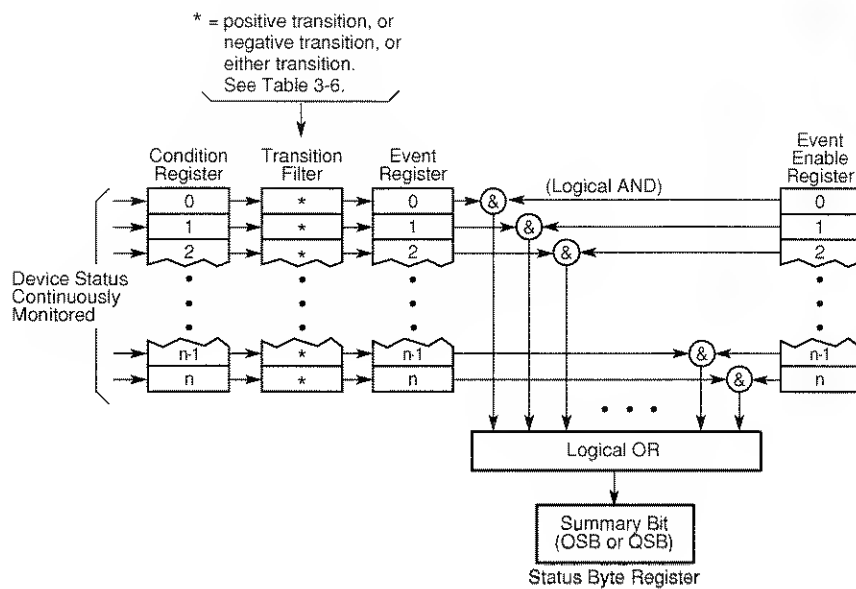 * = positive transition, or
negative transition, or
either transition.
See Table 3-6.
Condition
Register
Transition
Filter
Event
Register
Event
Enable
Register
0
*
0
&
(Logical AND)
0
1
*
1
&
1
2
*
2
&
2
Device Status
Continuously
Monitored
n-1
*
n-1
&
n-1
n
*
n
&
n
Logical OR
Summary Bit
(OSB or QSB)
Status Byte Register